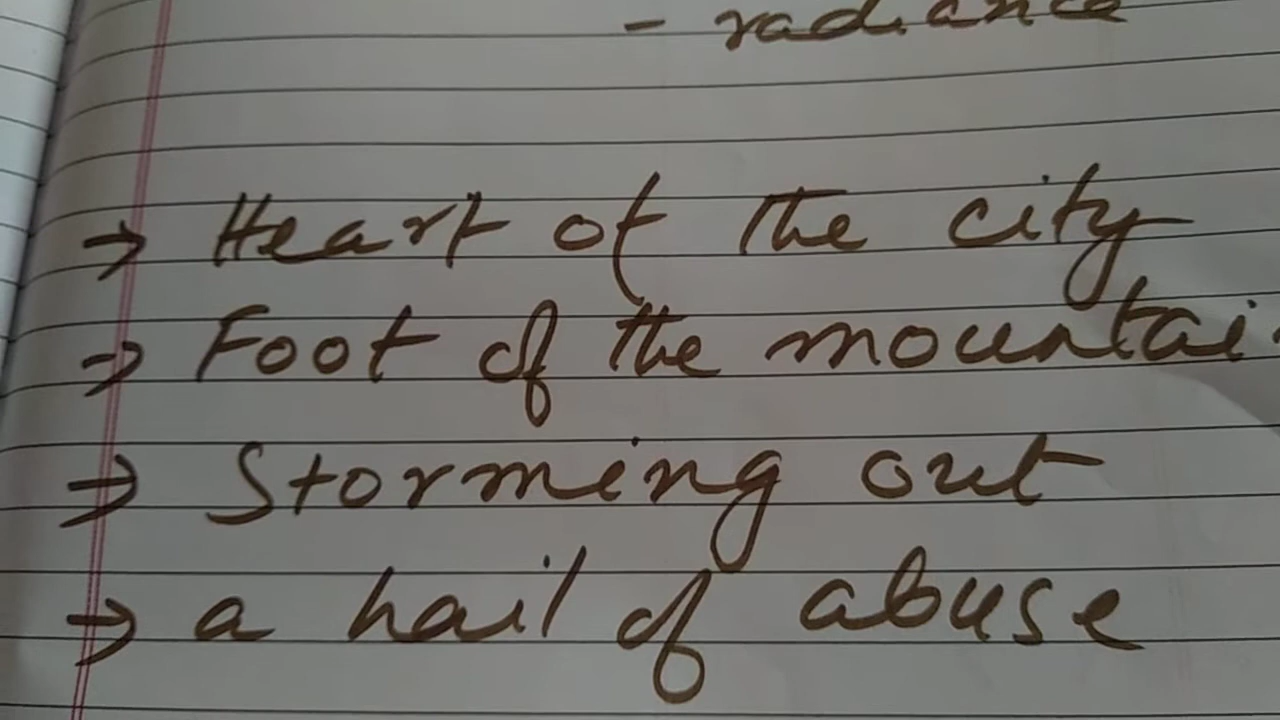 - radiance
→ Heart of the city
→ Foot of the mountai
→ Storming out
→ a hail of abuse